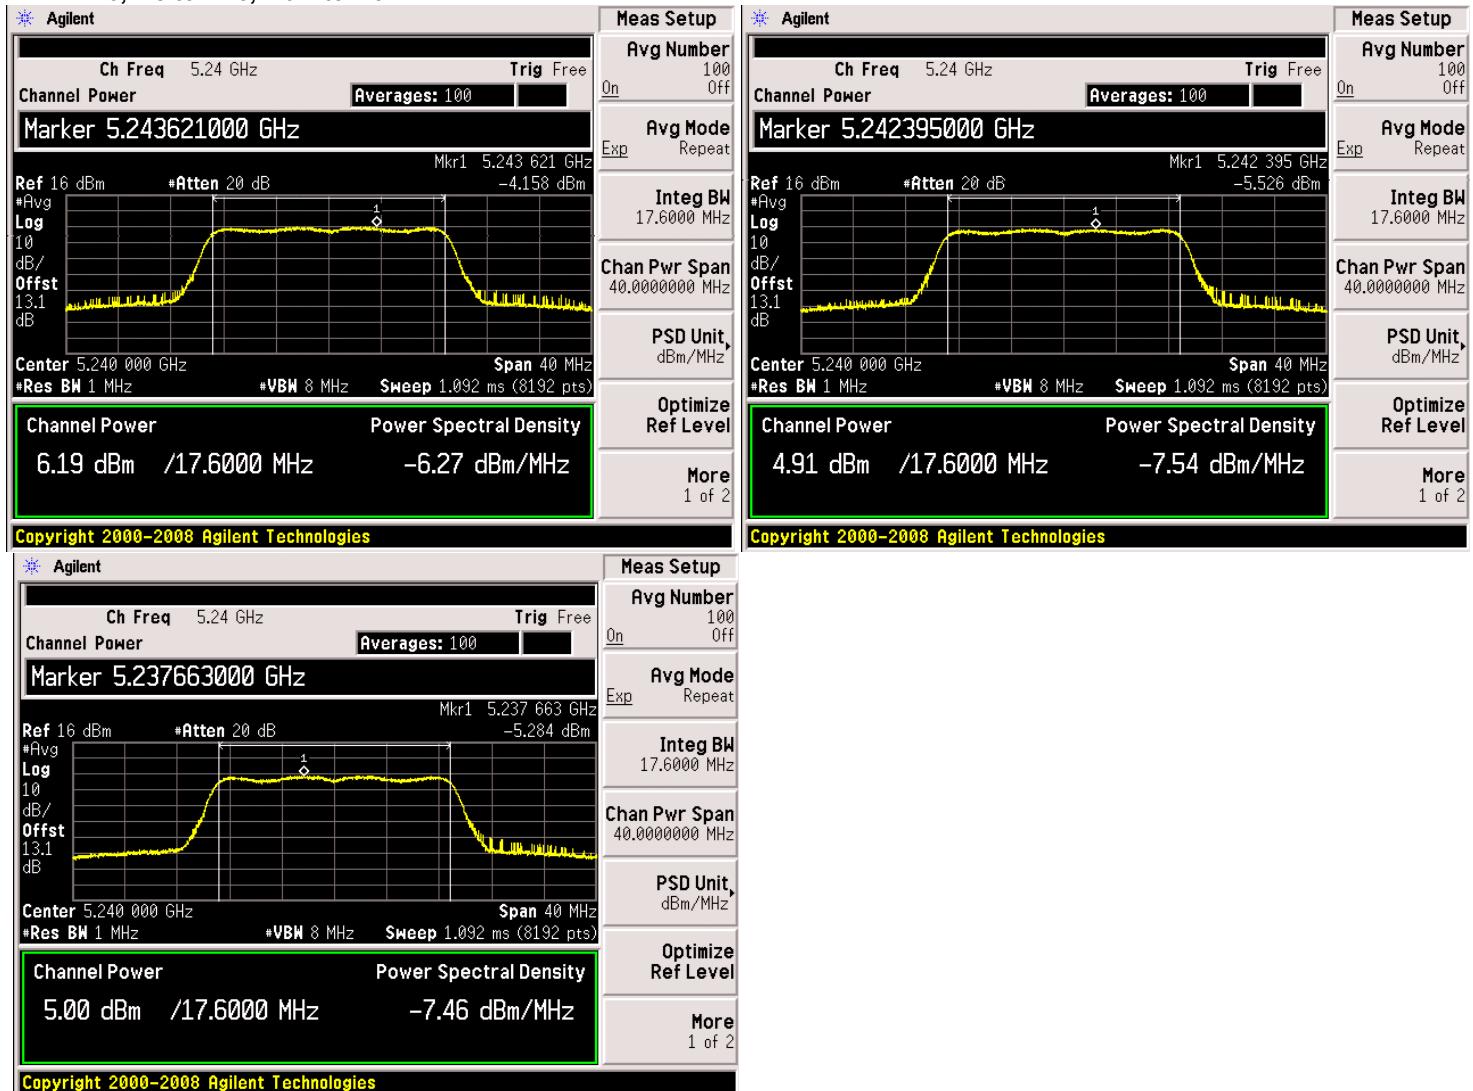 Agilent
Meas Setup
Ch Freq 5.24 GHz Trig Free
Channel Power Averages: 100
Marker 5.243621000 GHz
Mkr1 5.243 621 GHz
Ref 16 dBm #Atten 20 dB -4.158 dBm
#Avg
Log
10
dB/
Offst
13.1
dB
1
Center 5.240 000 GHz Span 40 MHz
#Res BW 1 MHz #VBW 8 MHz Sweep 1.092 ms (8192 pts)
Channel Power Power Spectral Density
6.19 dBm /17.6000 MHz -6.27 dBm/MHz
Copyright 2000-2008 Agilent Technologies
Avg Number
100
On Off
Avg Mode
Exp Repeat
Integ BW
17.6000 MHz
Chan Pwr Span
40.0000000 MHz
PSD Unit
dBm/MHz
Optimize
Ref Level
More
1 of 2
Agilent
Meas Setup
Ch Freq 5.24 GHz Trig Free
Channel Power Averages: 100
Marker 5.242395000 GHz
Mkr1 5.242 395 GHz
Ref 16 dBm #Atten 20 dB -5.526 dBm
#Avg
Log
10
dB/
Offst
13.1
dB
1
Center 5.240 000 GHz Span 40 MHz
#Res BW 1 MHz #VBW 8 MHz Sweep 1.092 ms (8192 pts)
Channel Power Power Spectral Density
4.91 dBm /17.6000 MHz -7.54 dBm/MHz
Copyright 2000-2008 Agilent Technologies
Avg Number
100
On Off
Avg Mode
Exp Repeat
Integ BW
17.6000 MHz
Chan Pwr Span
40.0000000 MHz
PSD Unit
dBm/MHz
Optimize
Ref Level
More
1 of 2
Agilent
Meas Setup
Ch Freq 5.24 GHz Trig Free
Channel Power Averages: 100
Marker 5.237663000 GHz
Mkr1 5.237 663 GHz
Ref 16 dBm #Atten 20 dB -5.284 dBm
#Avg
Log
10
dB/
Offst
13.1
dB
1
Center 5.240 000 GHz Span 40 MHz
#Res BW 1 MHz #VBW 8 MHz Sweep 1.092 ms (8192 pts)
Channel Power Power Spectral Density
5.00 dBm /17.6000 MHz -7.46 dBm/MHz
Copyright 2000-2008 Agilent Technologies
Avg Number
100
On Off
Avg Mode
Exp Repeat
Integ BW
17.6000 MHz
Chan Pwr Span
40.0000000 MHz
PSD Unit
dBm/MHz
Optimize
Ref Level
More
1 of 2